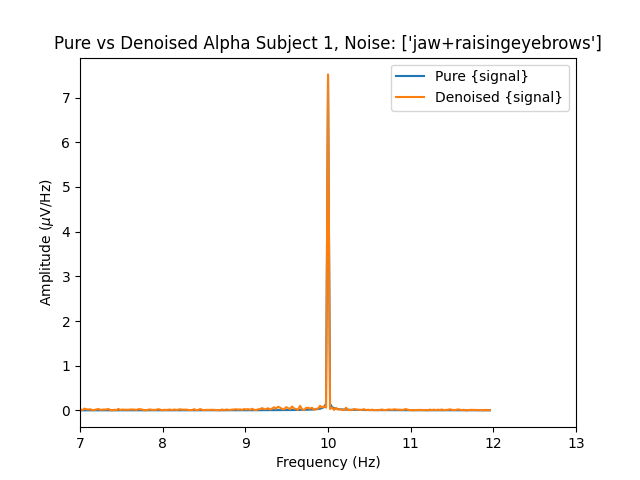 Pure vs Denoised Alpha Subject 1, Noise: ['jaw+raisingeyebrows']
Pure {signal}
Denoised {signal}
Amplitude (μV/Hz)
7
6
5
4
3
2
1
0
7 8 9 10 11 12 13
Frequency (Hz)